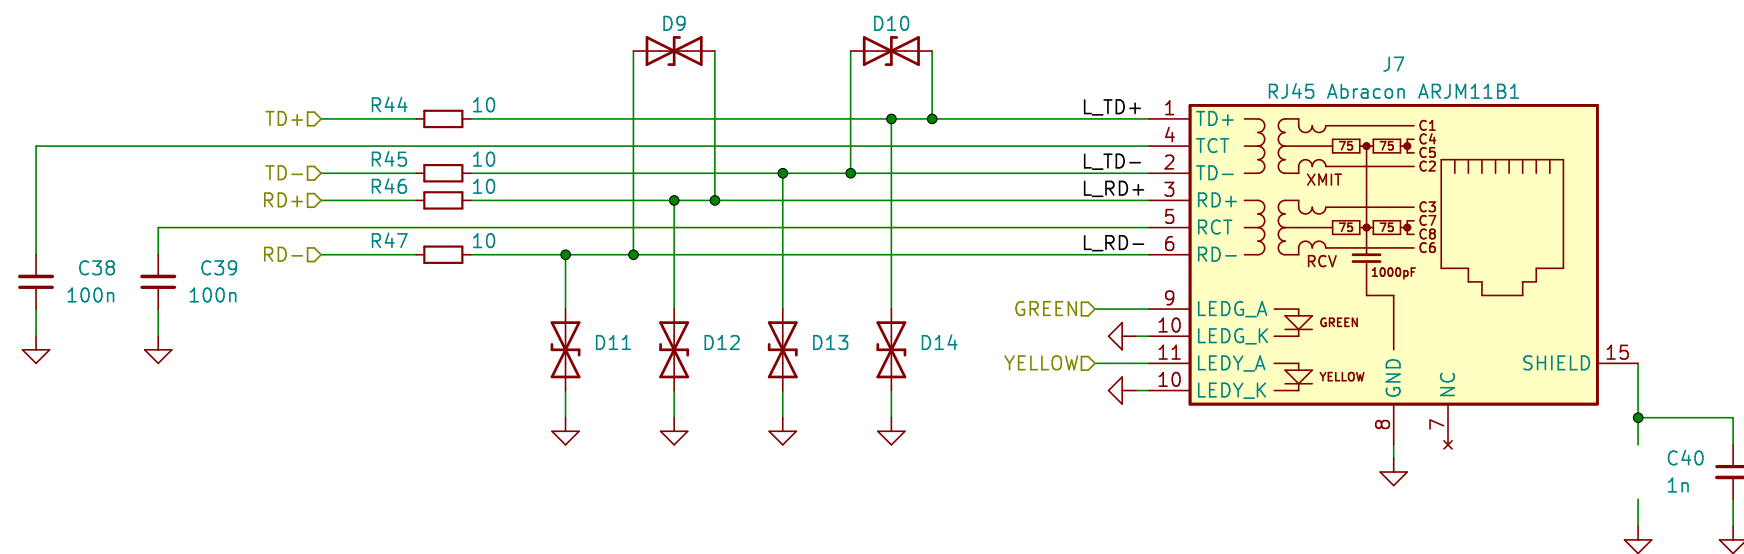 D9
D10
J7
RJ45 Abracon ARJM11B1
TD+
R44
10
L_TD+
1
TD+
C1
4
TCT
75
75
C4
C5
TD-
R45
10
L_TD-
2
TD-
C2
XMIT
RD+
R46
10
L_RD+
3
RD+
C3
5
RCT
75
75
C7
C8
RD-
R47
10
L_RD-
6
RD-
C6
RCV
1000pF
C38
100n
C39
100n
GREEN
9
LEDG_A
10
LEDG_K
GREEN
YELLOW
11
LEDY_A
10
LEDY_K
YELLOW
D11
D12
D13
D14
GND
NC
SHIELD
15
8
7
C40
1n